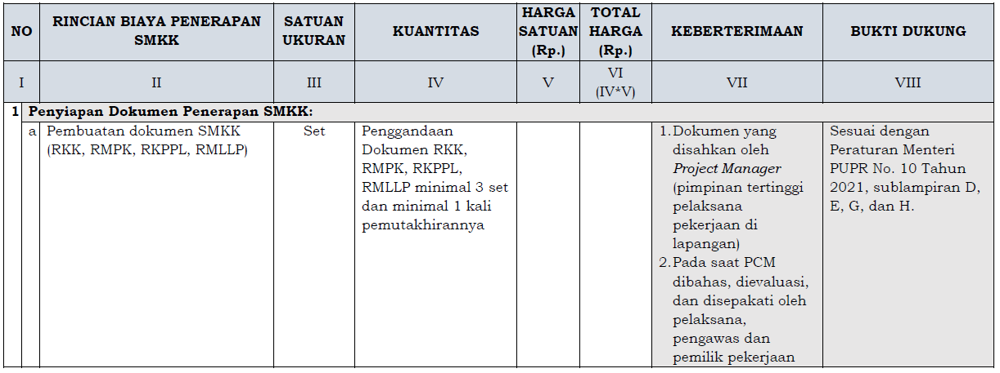 NO
RINCIAN BIAYA PENERAPAN
SMKK
SATUAN
UKURAN
KUANTITAS
HARGA
SATUAN
(Rp.)
TOTAL
HARGA
(Rp.)
KEBERTERIMAAN
BUKTI DUKUNG
I
II
III
IV
V
VI
(IV*V)
VII
VIII
1 Penyiapan Dokumen Penerapan SMKK:
a
Pembuatan dokumen SMKK
(RKK, RMPK, RKPPL, RMLLP)
Set
Penggandaan
Dokumen RKK,
RMPK, RKPPL,
RMLLP minimal 3 set
dan minimal 1 kali
pemutakhirannya
1. Dokumen yang
disahkan oleh
Project Manager
(pimpinan tertinggi
pelaksana
pekerjaan di
lapangan)
2. Pada saat PCM
dibahas, dievaluasi,
dan disepakati oleh
pelaksana,
pengawas dan
pemilik pekerjaan
Sesuai dengan
Peraturan Menteri
PUPR No. 10 Tahun
2021, sublampiran D,
E, G, dan H.